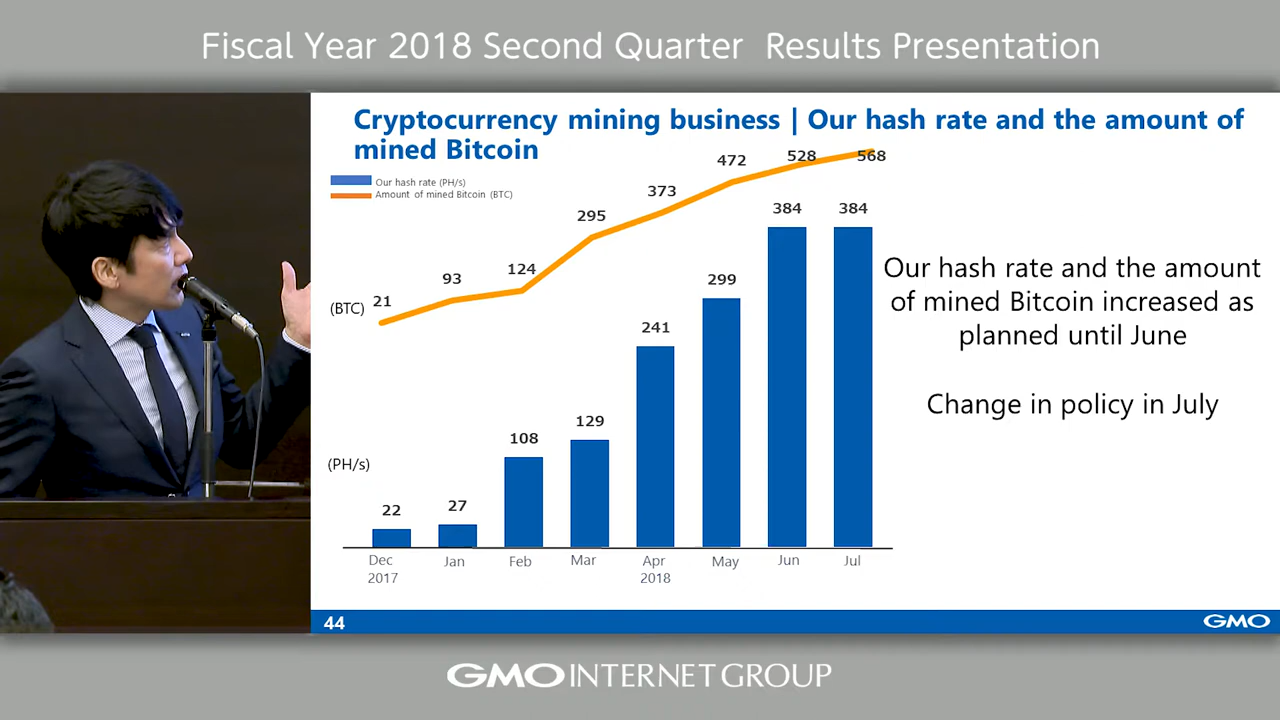 Fiscal Year 2018 Second Quarter Results Presentation
Cryptocurrency mining business | Our hash rate and the amount of
mined Bitcoin
Our hash rate (PH/s)
Amount of mined Bitcoin (BTC)
(BTC)
21
93
124
295
373
472
528
568
(PH/s)
22
27
108
129
241
299
384
384
Dec
2017
Jan
Feb
Mar
Apr
2018
May
Jun
Jul
Our hash rate and the amount
of mined Bitcoin increased as
planned until June
Change in policy in July
44
GMO
GMO INTERNET GROUP